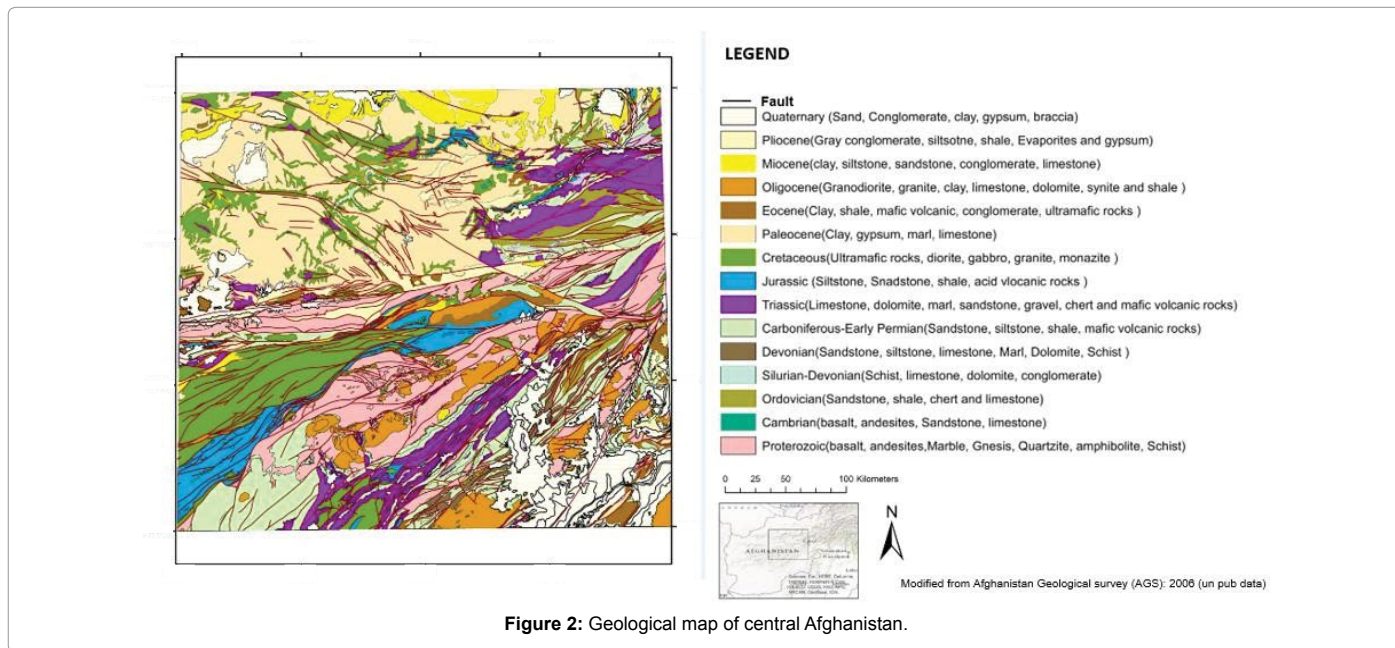 LEGEND
Fault
Quaternary (Sand, Conglomerate, clay, gypsum, braccia)
Pliocene(Gray conglomerate, siltsotne, shale, Evaporites and gypsum)
Miocene(clay, siltstone, sandstone, conglomerate, limestone)
Oligocene(Granodiorite, granite, clay, limestone, dolomite, synite and shale )
Eocene(Clay, shale, mafic volcanic, conglomerate, ultramafic rocks )
Paleocene(Clay, gypsum, marl, limestone)
Cretaceous(Ultramafic rocks, diorite, gabbro, granite, monazite )
Jurassic (Siltstone, Snadstone, shale, acid vlocanic rocks )
Triassic(Limestone, dolomite, marl, sandstone, gravel, chert and mafic volcanic rocks)
Carboniferous-Early Permian(Sandstone, siltstone, shale, mafic volcanic rocks)
Devonian(Sandstone, siltstone, limestone, Marl, Dolomite, Schist )
Silurian-Devonian(Schist, limestone, dolomite, conglomerate)
Ordovician(Sandstone, shale, chert and limestone)
Cambrian(basalt, andesites, Sandstone, limestone)
Proterozoic(basalt, andesites,Marble, Gnesis, Quartzite, amphibolite, Schist)
0 25 50 100 Kilometers
N
AFGHANISTAN
Modified from Afghanistan Geological survey (AGS): 2006 (un pub data)
Figure 2: Geological map of central Afghanistan.